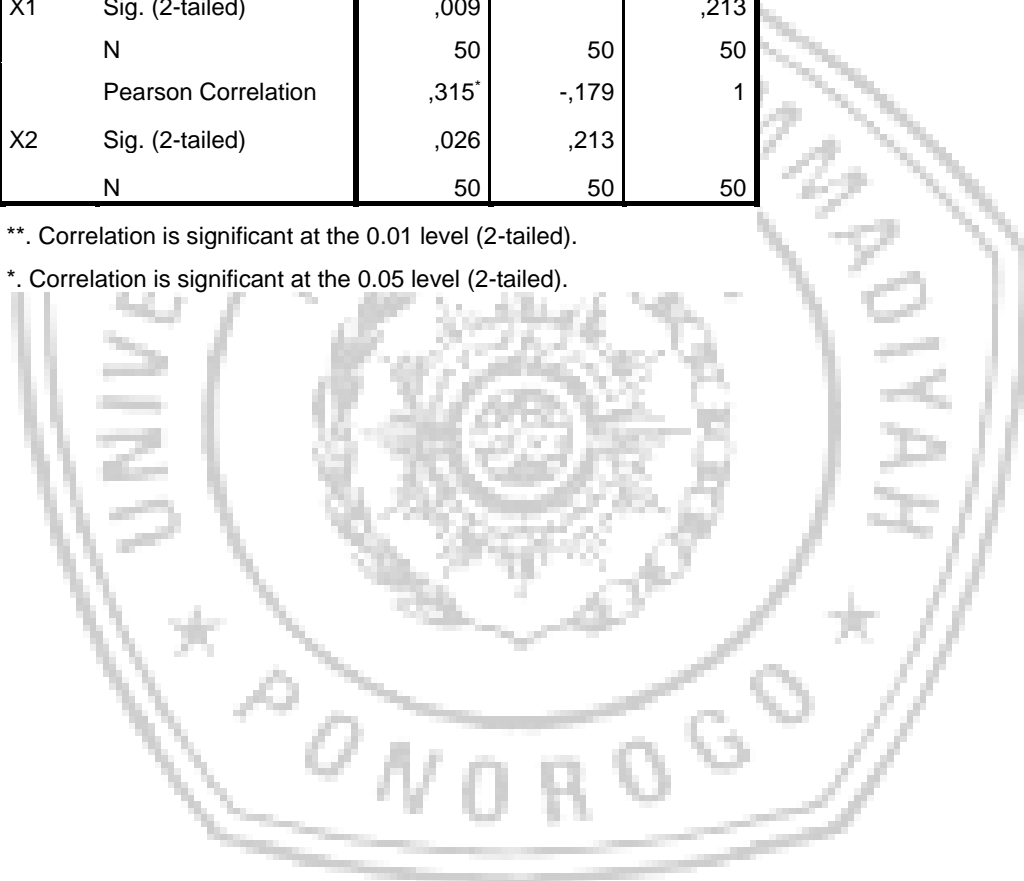 X1 Sig. (2-tailed) ,009 ,213
N 50 50 50
Pearson Correlation ,315* -,179 1
X2 Sig. (2-tailed) ,026 ,213
N 50 50 50
**. Correlation is significant at the 0.01 level (2-tailed).
*. Correlation is significant at the 0.05 level (2-tailed).
PONOROGO